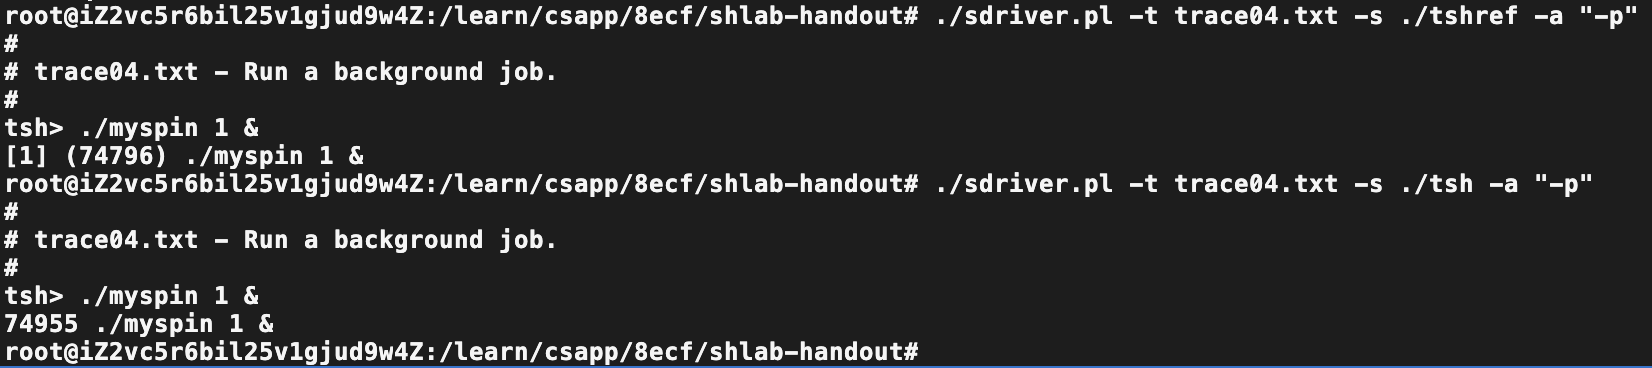 root@iZ2vc5r6bil25v1gjud9w4Z:/learn/csapp/8ecf/shlab-handout# ./sdriver.pl -t trace04.txt -s ./tshref -a "-p"
#
# trace04.txt - Run a background job.
#
tsh> ./myspin 1 &
[1] (74796) ./myspin 1 &
root@iZ2vc5r6bil25v1gjud9w4Z:/learn/csapp/8ecf/shlab-handout# ./sdriver.pl -t trace04.txt -s ./tsh -a "-p"
#
# trace04.txt - Run a background job.
#
tsh> ./myspin 1 &
74955 ./myspin 1 &
root@iZ2vc5r6bil25v1gjud9w4Z:/learn/csapp/8ecf/shlab-handout#